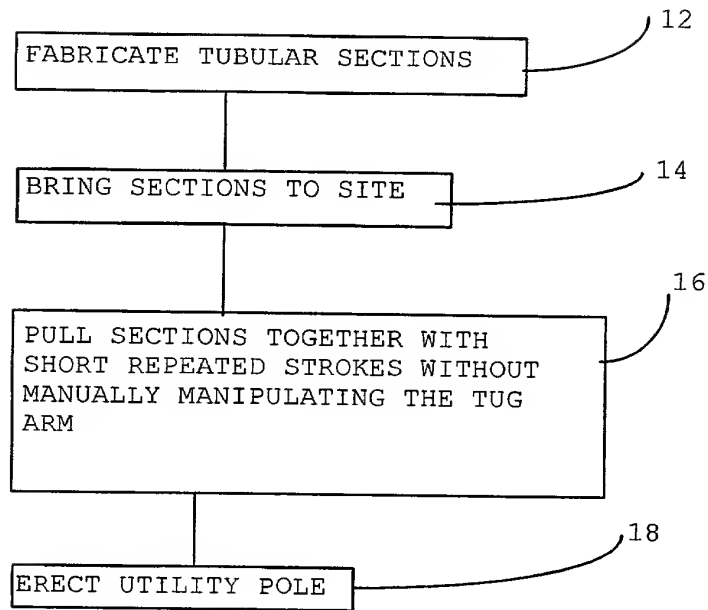 12
FABRICATE TUBULAR SECTIONS
14
BRING SECTIONS TO SITE
16
PULL SECTIONS TOGETHER WITH
SHORT REPEATED STROKES WITHOUT
MANUALLY MANIPULATING THE TUG
ARM
18
ERECT UTILITY POLE